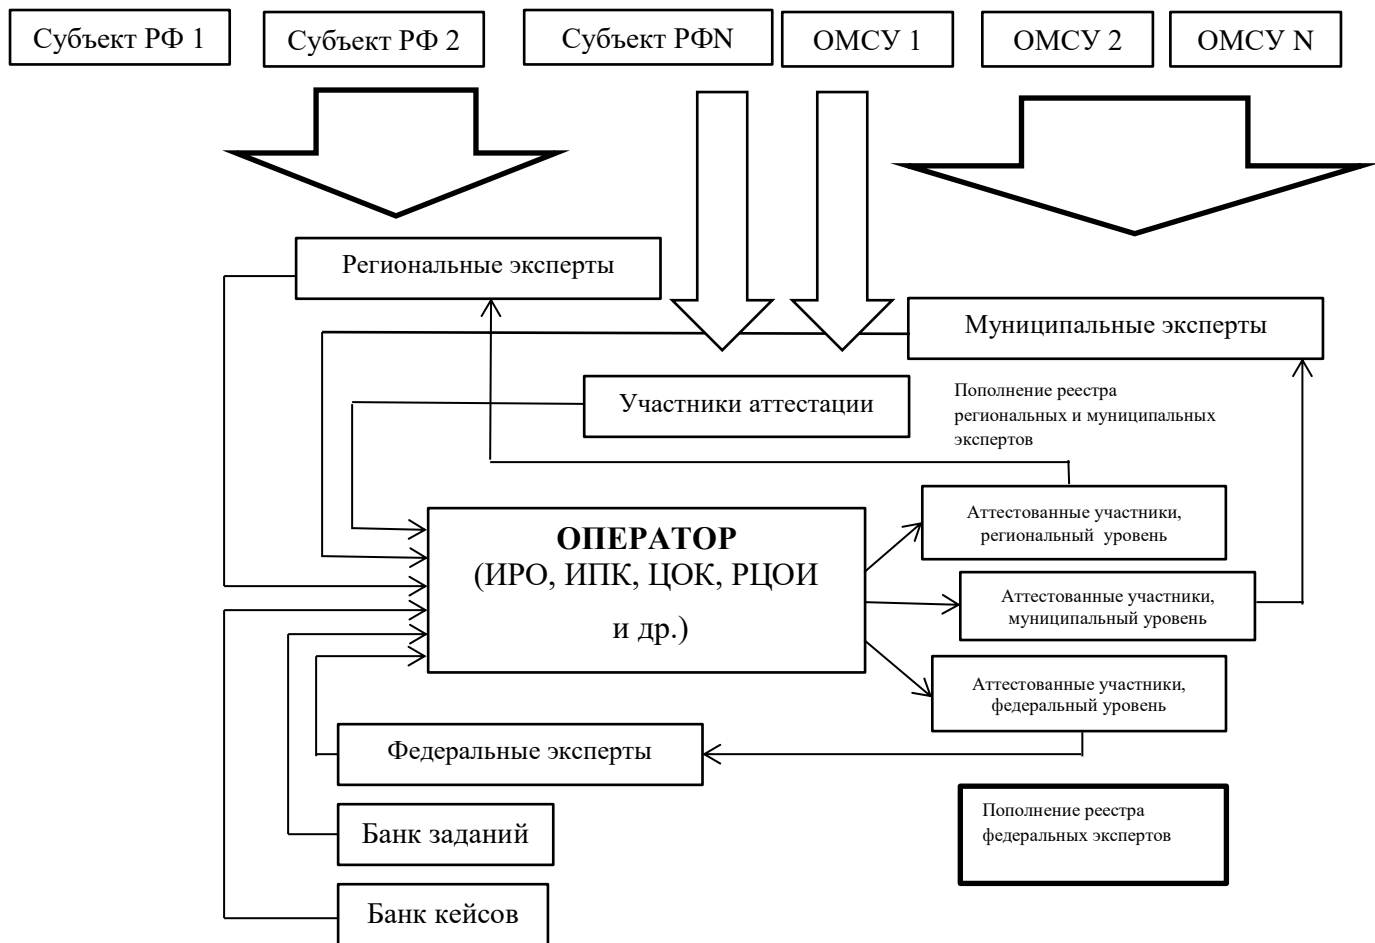 Субъект РФ 1
Субъект РФ 2
Субъект РФN
ОМСУ 1
ОМСУ 2
ОМСУ N
Региональные эксперты
Муниципальные эксперты
Участники аттестации
Пополнение реестра
региональных и муниципальных
экспертов
ОПЕРАТОР
(ИРО, ИПК, ЦОК, РЦОИ
и др.)
Аттестованные участники,
региональный уровень
Аттестованные участники,
муниципальный уровень
Аттестованные участники,
федеральный уровень
Федеральные эксперты
Пополнение реестра
федеральных экспертов
Банк заданий
Банк кейсов